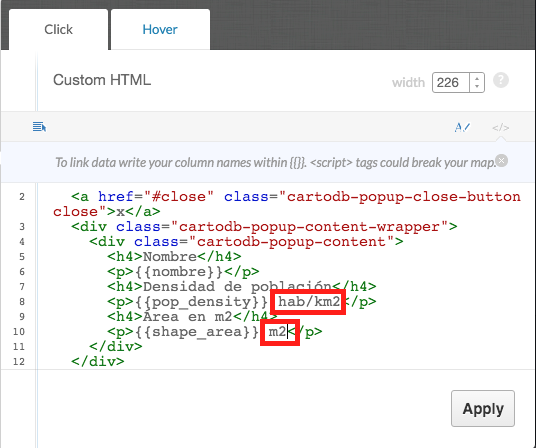 Click Hover
Custom HTML width 226 ?
A/ </>
To link data write your column names within {{}}. <script> tags could break your map.
2 <a href="#close" class="cartodb-popup-close-button
close">x</a>
3 <div class="cartodb-popup-content-wrapper">
4 <div class="cartodb-popup-content">
5 <h4>Nombre</h4>
6 <p>{{nombre}}</p>
7 <h4>Densidad de población</h4>
8 <p>{{pop_density}} hab/km2</p>
9 <h4>Área en m2</h4>
10 <p>{{shape_area}} m2</p>
11 </div>
12 </div>
Apply